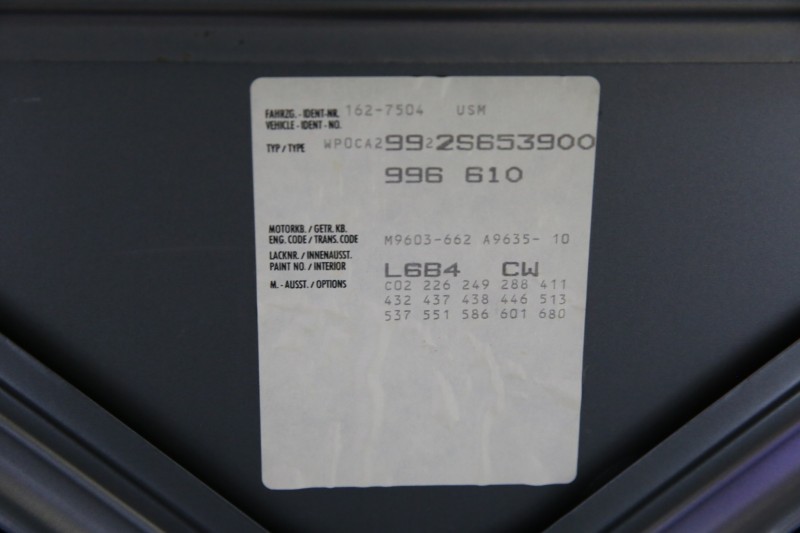 FAHRZG. - IDENT-NR. 162-7504 USM
VEHICLE - IDENT - NO.
TYP / TYPE WP0CA29922S653900
996 610
MOTORKB. / GETR. KB.
ENG. CODE / TRANS. CODE M9603-662 A9635- 10
LACKNR. / INNENAUSST.
PAINT NO. / INTERIOR L6B4 CW
M. - AUSST. / OPTIONS C02 226 249 288 411
432 437 438 446 513
537 551 586 601 680